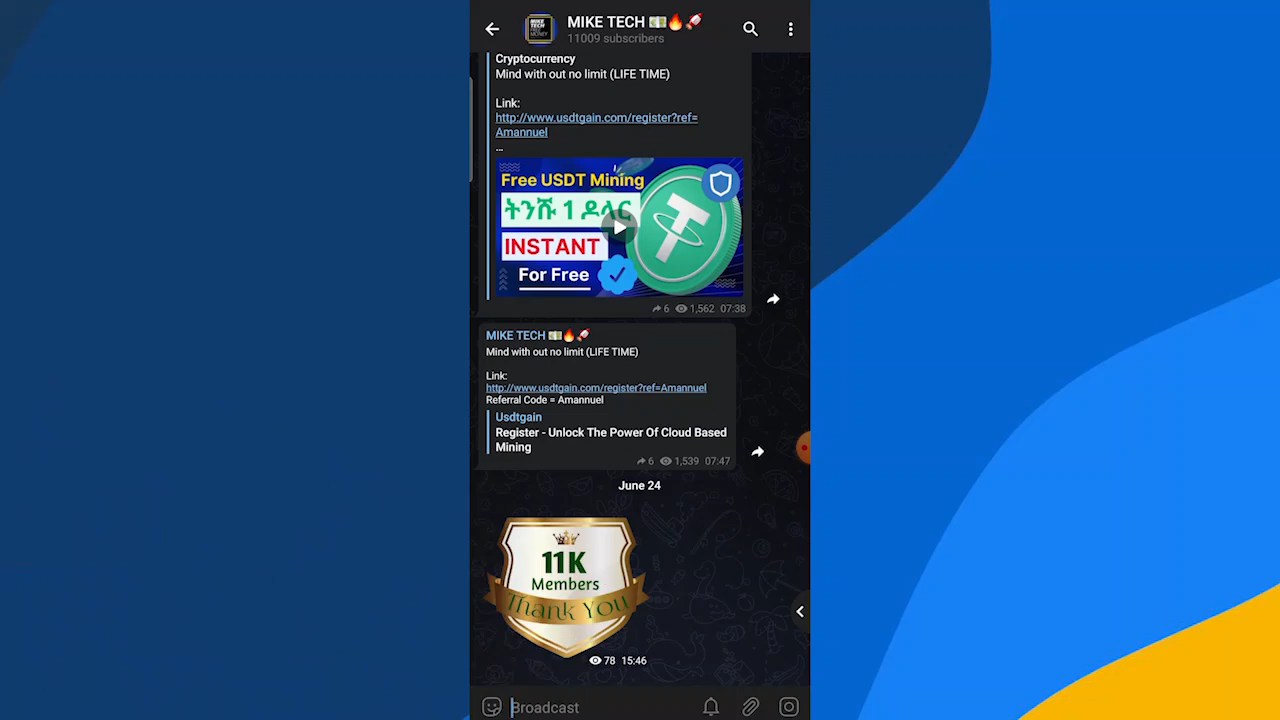 MIKE TECH 💵🔥🚀
11009 subscribers
Cryptocurrency
Mind with out no limit (LIFE TIME)
Link:
http://www.usdtgain.com/register?ref=
Amannuel
...
Free USDT Mining
ትንሹ 1 ዶላር
INSTANT
For Free
6 1,562 07:38
MIKE TECH 💵🔥🚀
Mind with out no limit (LIFE TIME)
Link:
http://www.usdtgain.com/register?ref=Amannuel
Referral Code = Amannuel
Usdtgain
Register - Unlock The Power Of Cloud Based
Mining
6 1,539 07:47
June 24
11K
Members
Thank You
78 15:46
Broadcast